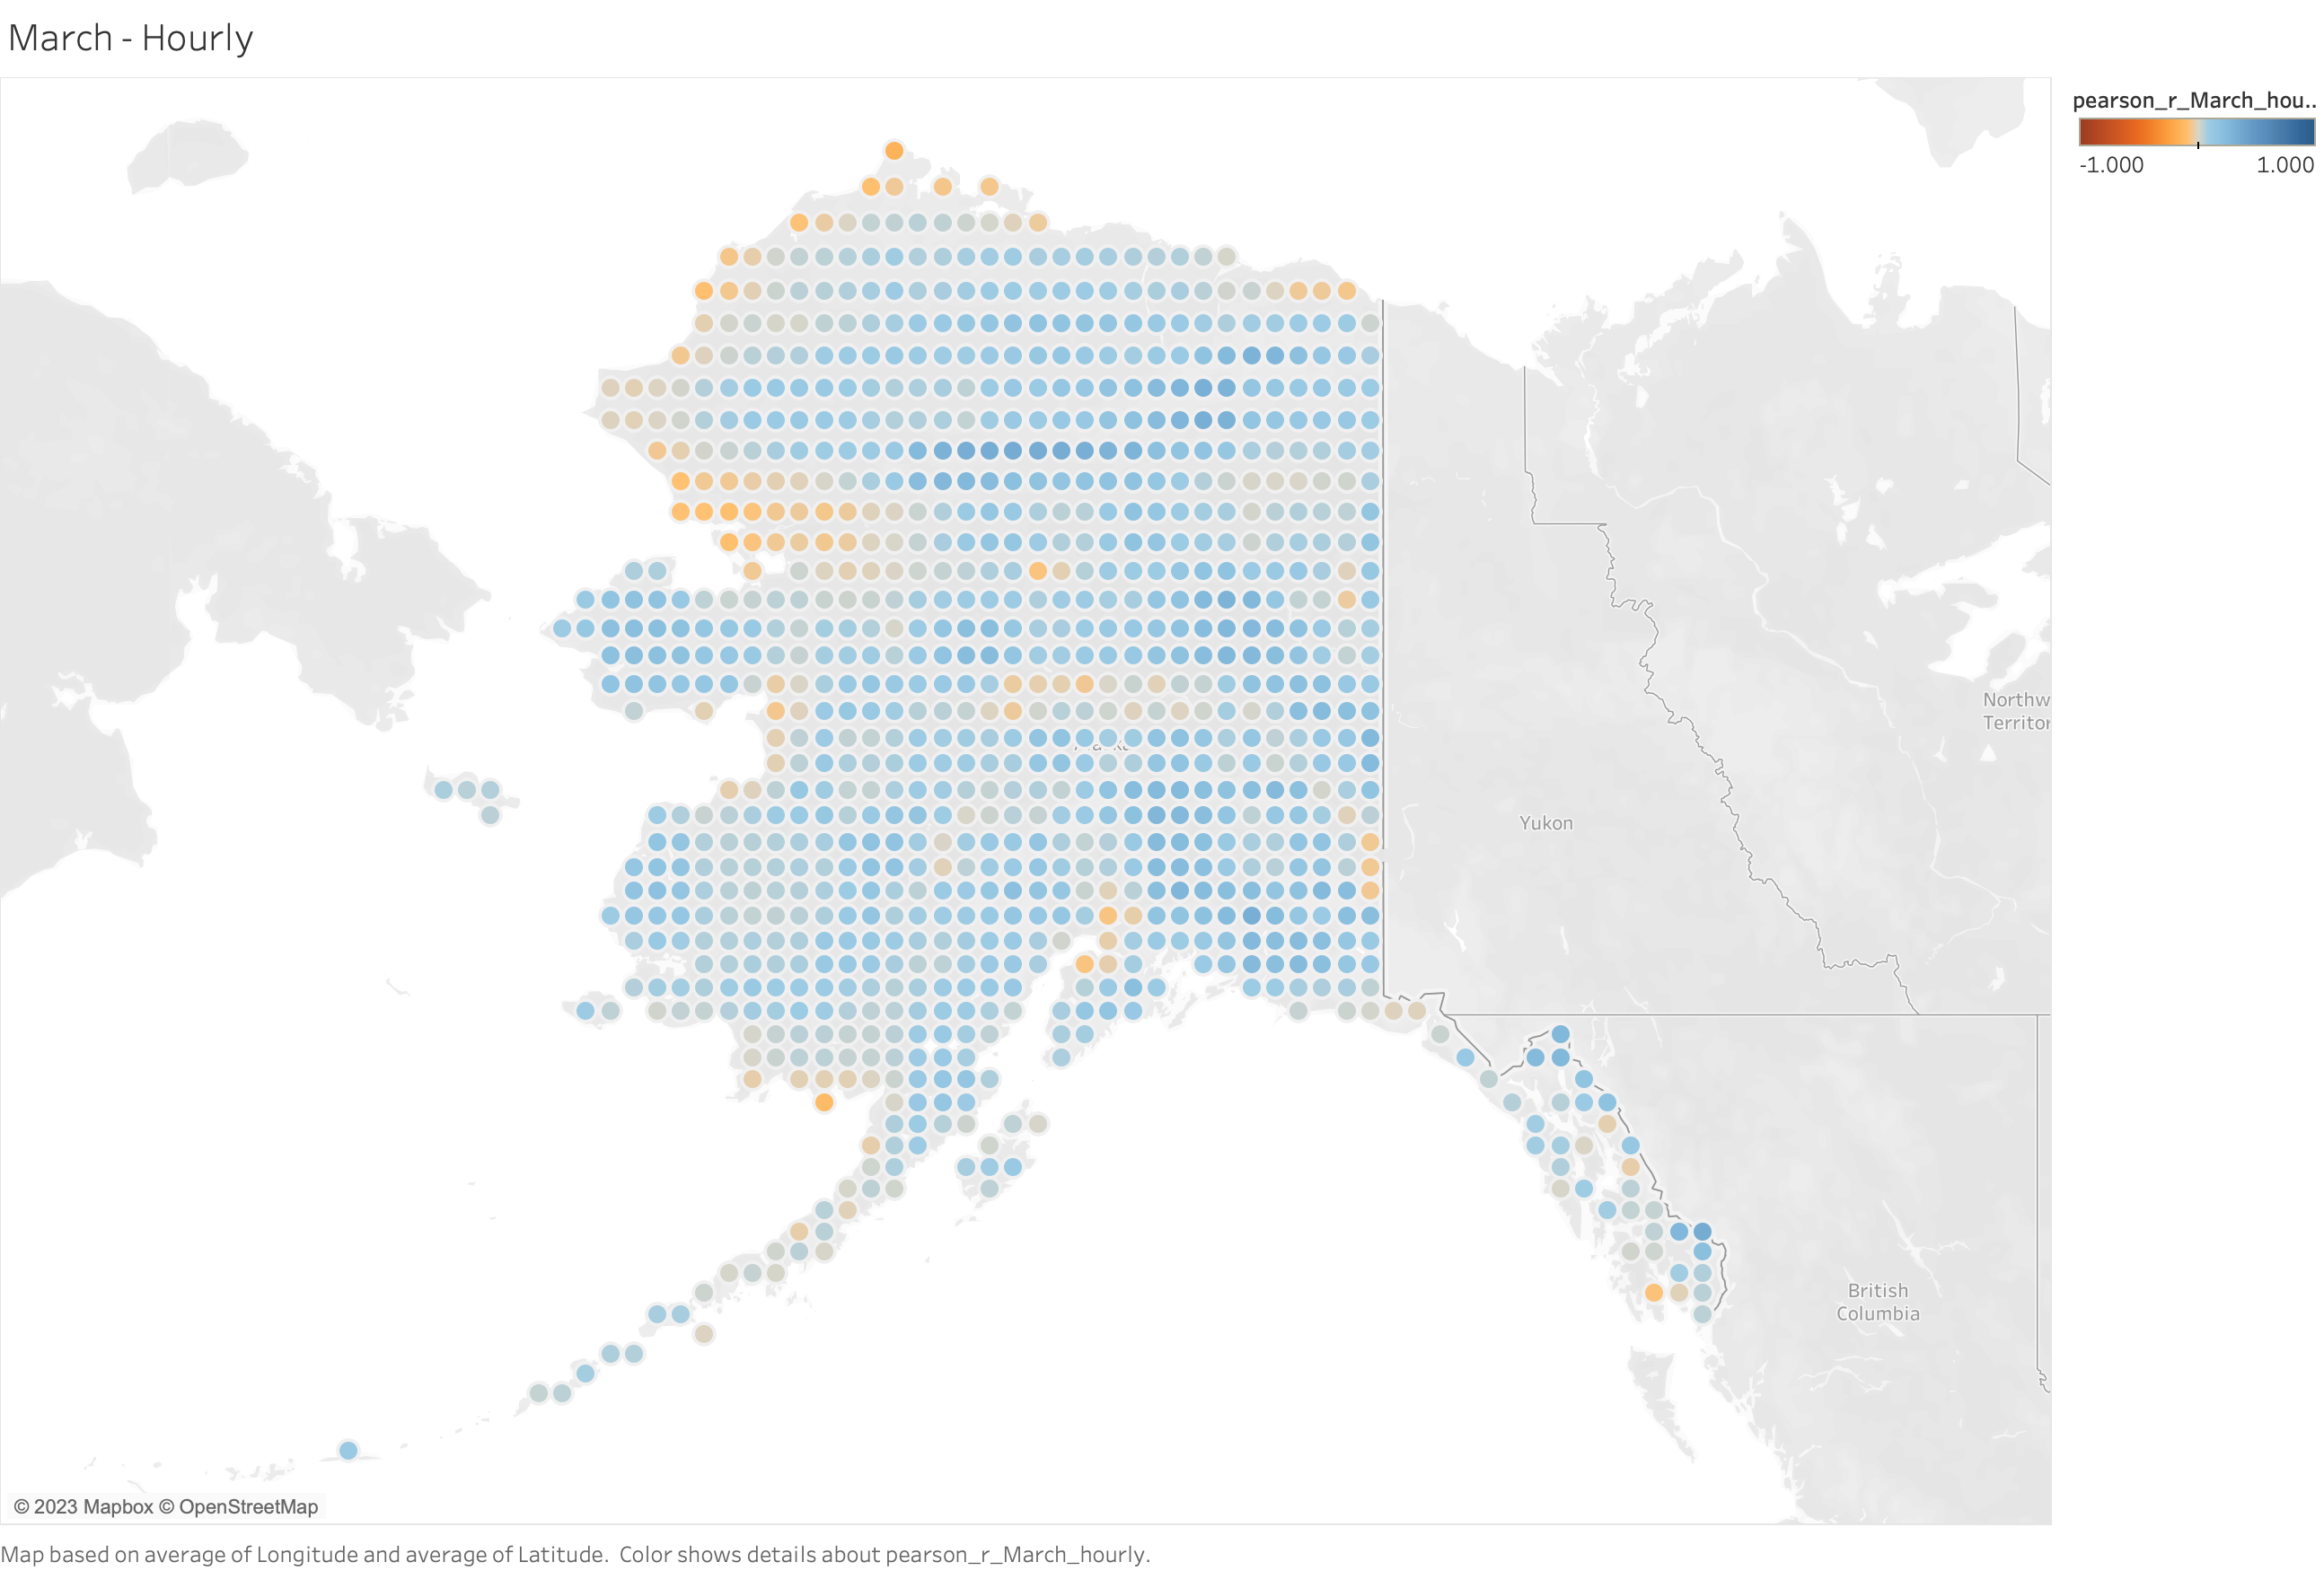 March - Hourly
pearson_r_March_hou..
-1.000 1.000
Northw
Territor
Yukon
British
Columbia
© 2023 Mapbox © OpenStreetMap
Map based on average of Longitude and average of Latitude. Color shows details about pearson_r_March_hourly.